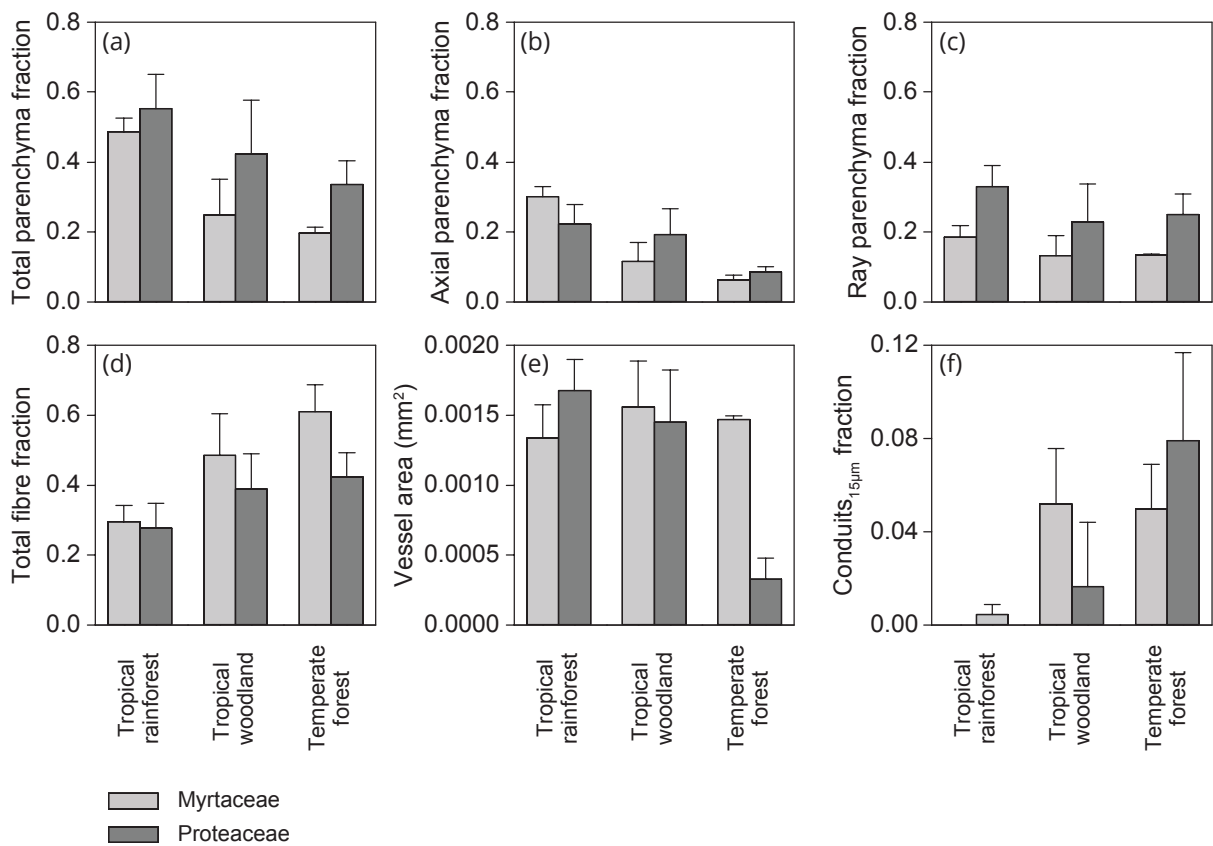 Total parenchyma fraction
0.8
0.6
0.4
0.2
0.0
(a)
Axial parenchyma fraction
0.8
0.6
0.4
0.2
0.0
(b)
Ray parenchyma fraction
0.8
0.6
0.4
0.2
0.0
(c)
Total fibre fraction
0.8
0.6
0.4
0.2
0.0
(d)
Tropical
rainforest
Tropical
woodland
Temperate
forest
Vessel area (mm²)
0.0020
0.0015
0.0010
0.0005
0.0000
(e)
Tropical
rainforest
Tropical
woodland
Temperate
forest
Conduits15µm fraction
0.12
0.08
0.04
0.00
(f)
Tropical
rainforest
Tropical
woodland
Temperate
forest
Myrtaceae
Proteaceae